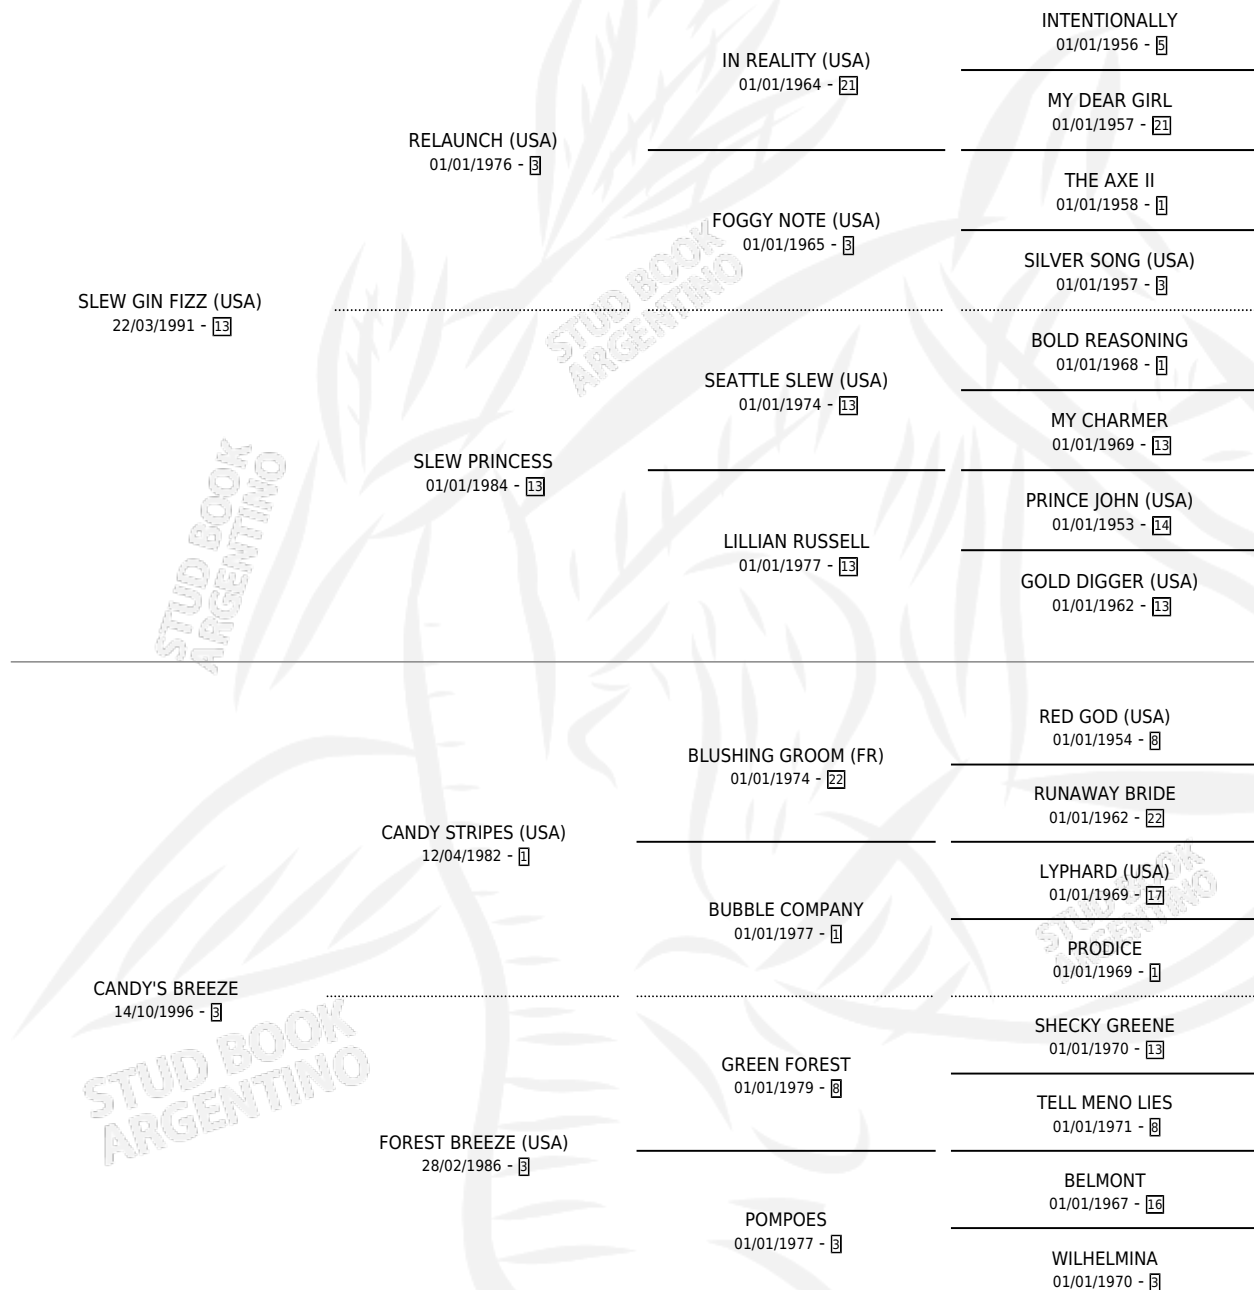 INTENTIONALLY
01/01/1956 - 5
IN REALITY (USA)
01/01/1964 - 21
MY DEAR GIRL
01/01/1957 - 21
RELAUNCH (USA)
01/01/1976 - 3
THE AXE II
01/01/1958 - 1
FOGGY NOTE (USA)
01/01/1965 - 3
SILVER SONG (USA)
01/01/1957 - 3
SLEW GIN FIZZ (USA)
22/03/1991 - 13
BOLD REASONING
01/01/1968 - 1
SEATTLE SLEW (USA)
01/01/1974 - 13
MY CHARMER
01/01/1969 - 13
SLEW PRINCESS
01/01/1984 - 13
PRINCE JOHN (USA)
01/01/1953 - 14
LILLIAN RUSSELL
01/01/1977 - 13
GOLD DIGGER (USA)
01/01/1962 - 13
RED GOD (USA)
01/01/1954 - 8
BLUSHING GROOM (FR)
01/01/1974 - 22
RUNAWAY BRIDE
01/01/1962 - 22
CANDY STRIPES (USA)
12/04/1982 - 1
LYPHARD (USA)
01/01/1969 - 17
BUBBLE COMPANY
01/01/1977 - 1
PRODICE
01/01/1969 - 1
CANDY'S BREEZE
14/10/1996 - 3
SHECKY GREENE
01/01/1970 - 13
GREEN FOREST
01/01/1979 - 8
TELL MENO LIES
01/01/1971 - 8
FOREST BREEZE (USA)
28/02/1986 - 3
BELMONT
01/01/1967 - 16
POMPOES
01/01/1977 - 3
WILHELMINA
01/01/1970 - 3
STUD BOOK
ARGENTINO
STUD BOOK
ARGENTINO
STUD BOOK
ARGENTINO
STUD BOOK
ARGENTINO